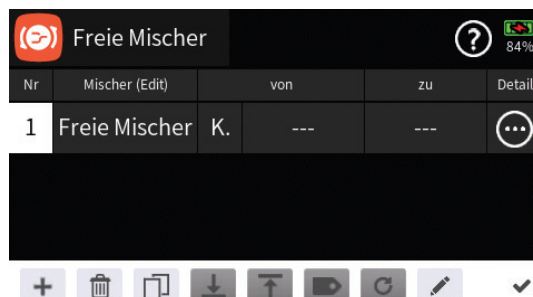 Freie Mischer
? 84%
Nr Mischer (Edit) von zu Detail
1 Freie Mischer K. --- ---